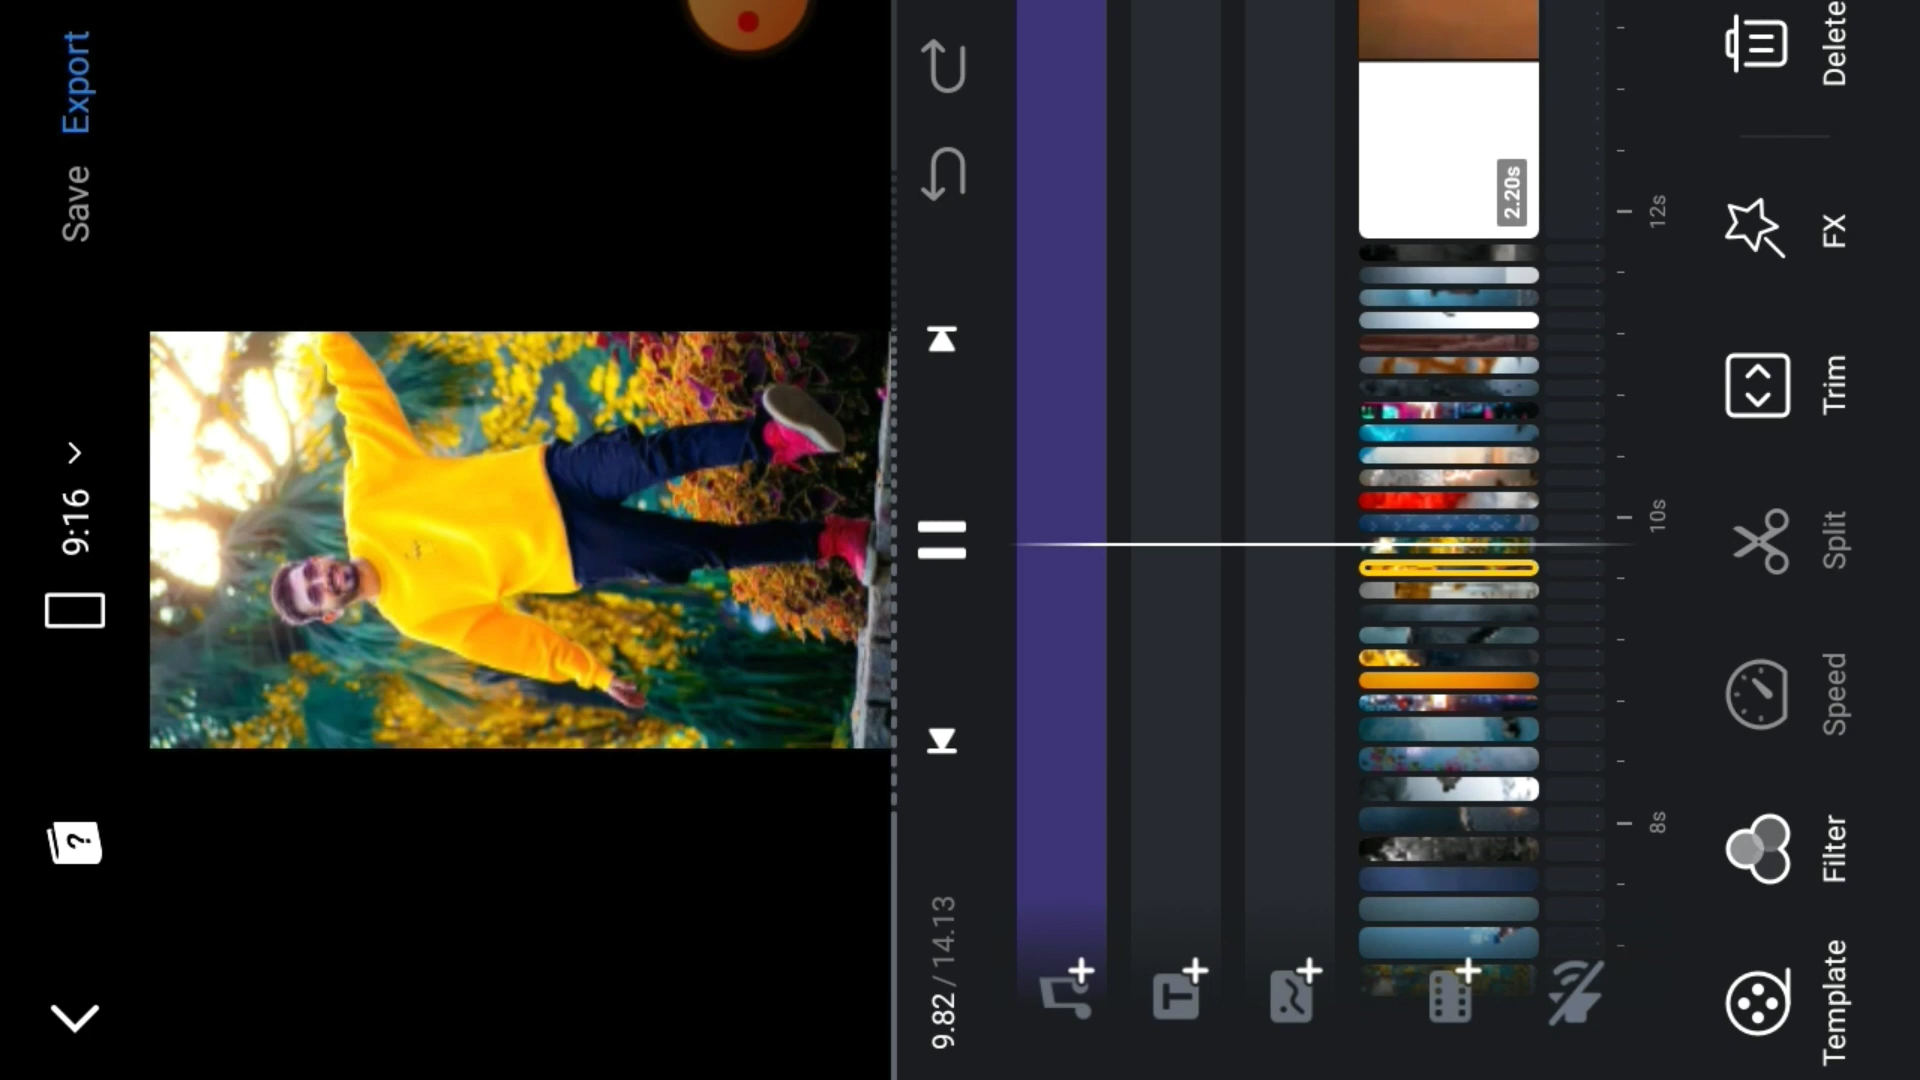 9:16
Save
Export
9.82 / 14.13
2.20s
8s
10s
12s
Template
Filter
Speed
Split
Trim
FX
Delete